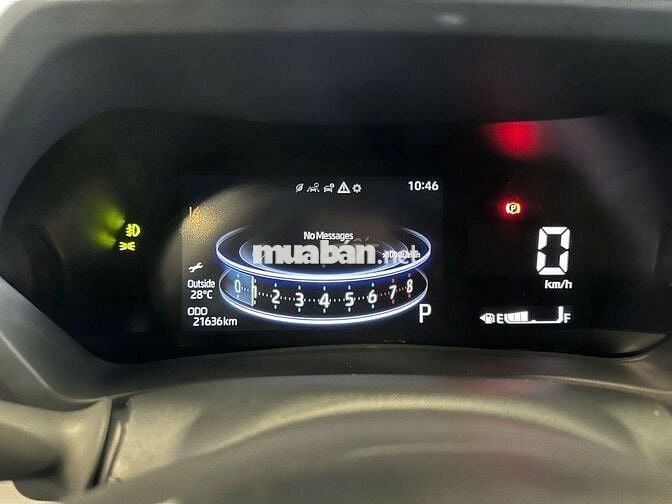 10:46
P
No Messages
muaban.net
0 1 2 3 4 5 6 7 8
Outside
28°C
ODO
21636km
P
0
km/h
E F